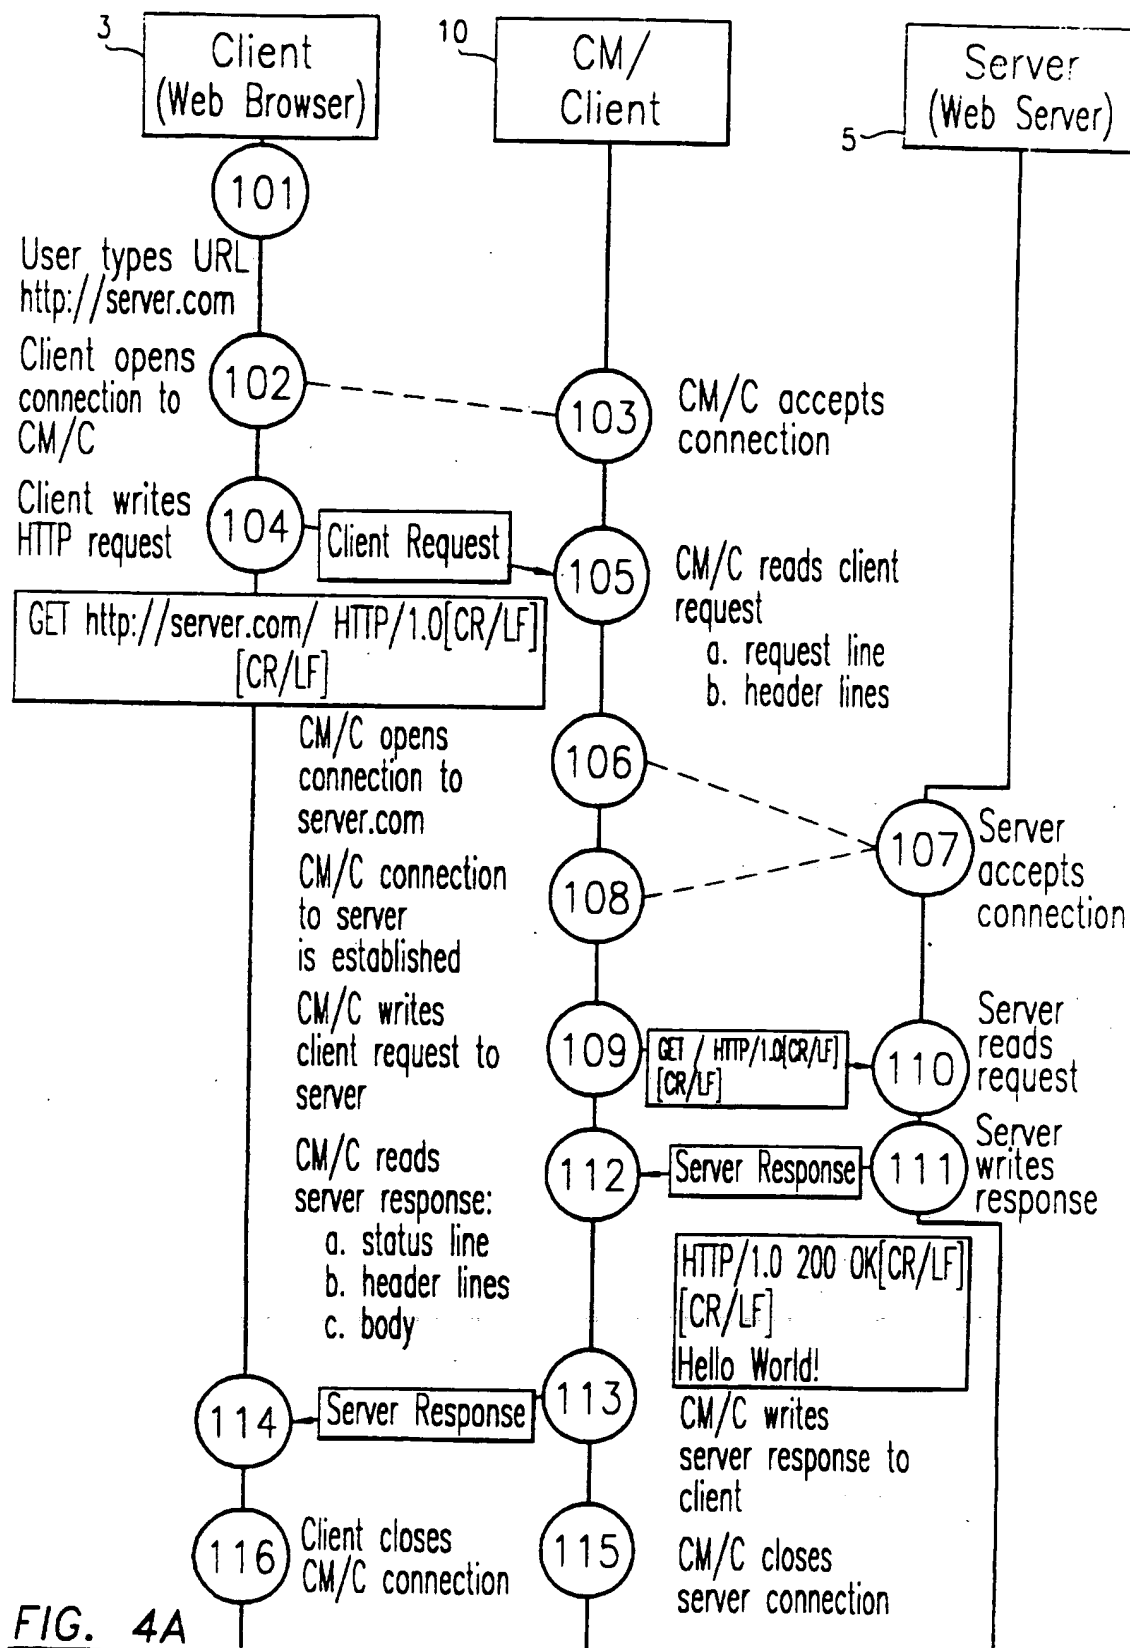 3
Client
(Web Browser)
10
CM/
Client
Server
(Web Server)
5
101
User types URL
http://server.com
Client opens
connection to
CM/C
102
103
CM/C accepts
connection
Client writes
HTTP request
104
Client Request
105
CM/C reads client
request
a. request line
b. header lines
GET http://server.com/ HTTP/1.0[CR/LF]
[CR/LF]
CM/C opens
connection to
server.com
106
107
Server
accepts
connection
CM/C connection
to server
is established
108
CM/C writes
client request to
server
109
GET / HTTP/1.0[CR/LF]
[CR/LF]
110
Server
reads
request
CM/C reads
server response:
a. status line
b. header lines
c. body
112
Server Response
111
Server
writes
response
HTTP/1.0 200 OK[CR/LF]
[CR/LF]
Hello World!
114
Server Response
113
CM/C writes
server response to
client
116
Client closes
CM/C connection
115
CM/C closes
server connection
FIG. 4A